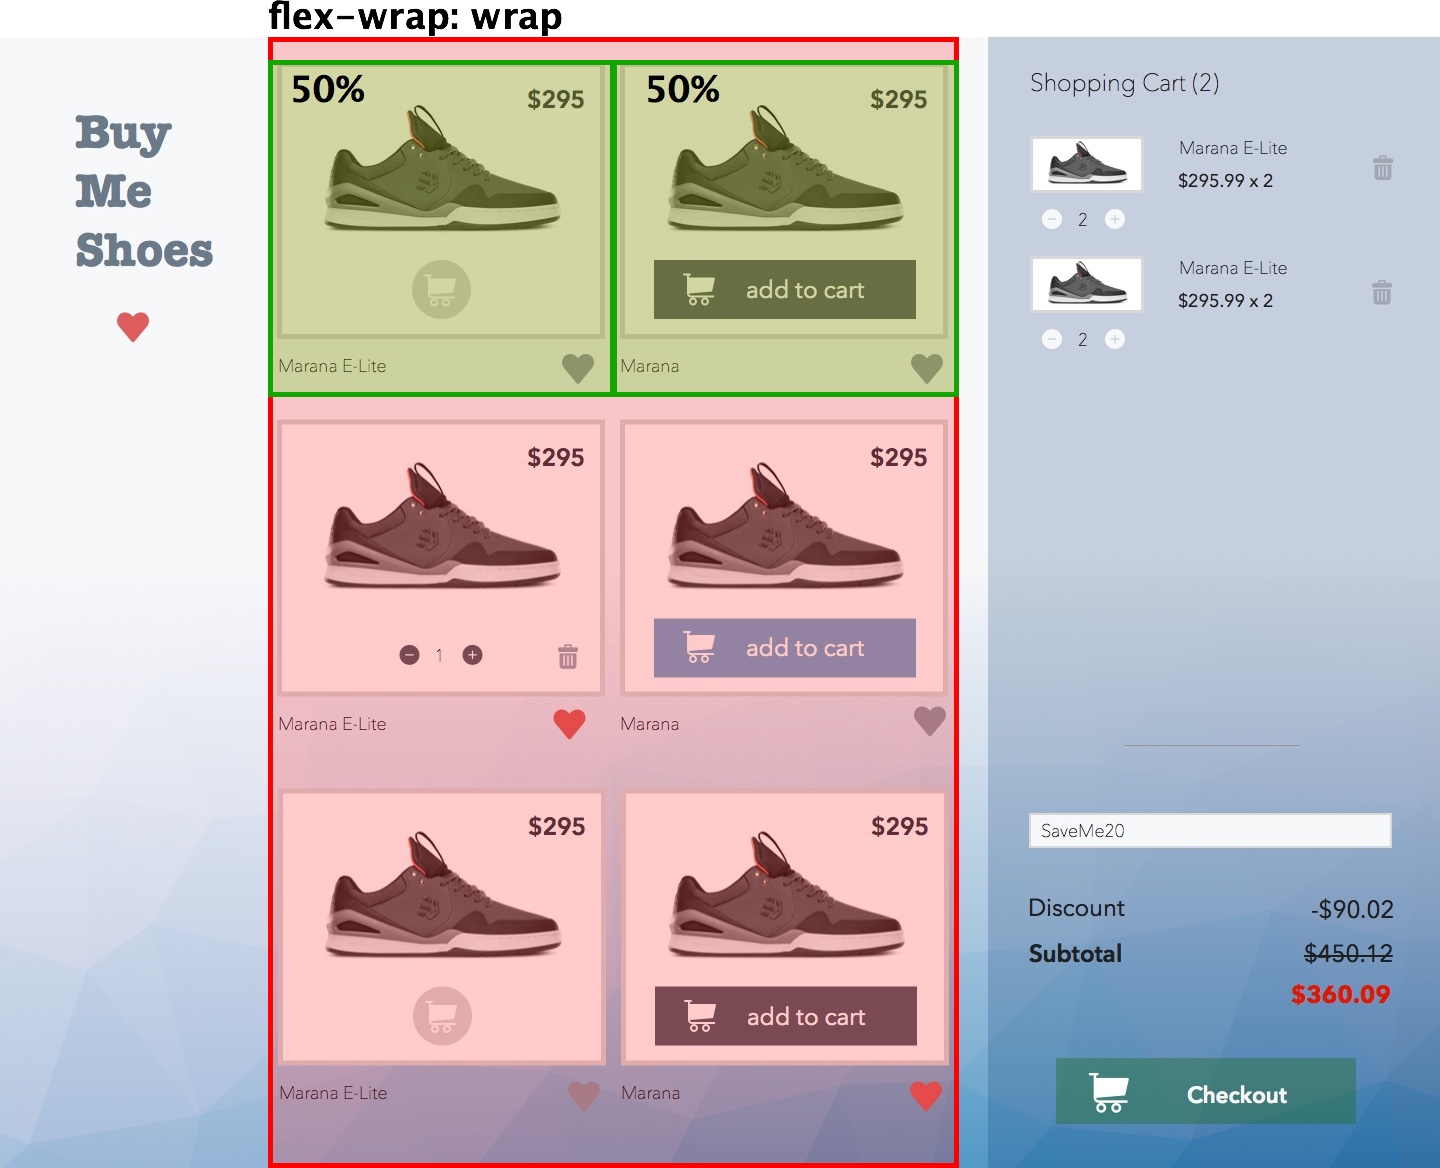 flex-wrap: wrap
Buy
Me
Shoes
50%
$295
50%
$295
add to cart
Marana E-Lite
Marana
$295
$295
1
add to cart
Marana E-Lite
Marana
$295
$295
add to cart
Marana E-Lite
Marana
Shopping Cart (2)
Marana E-Lite
$295.99 x 2
2
Marana E-Lite
$295.99 x 2
2
SaveMe20
Discount -$90.02
Subtotal $450.12
$360.09
Checkout